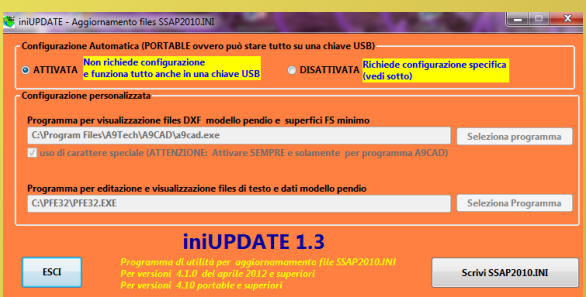 iniUPDATE - Aggiornamento files SSAP2010.INI
Configurazione Automatica (PORTABLE ovvero può stare tutto su una chiave USB)
ATTIVATA
Non richiede configurazione
e funziona tutto anche in una chiave USB
DISATTIVATA
Richiede configurazione specifica
(vedi sotto)
Configurazione personalizzata
Programma per visualizzazione files DXF modello pendio e superfici FS minimo
C:\Program Files\A9Tech\A9CAD\a9cad.exe
Seleziona programma
uso di carattere speciale (ATTENZIONE: Attivare SEMPRE e solamente per programma A9CAD)
Programma per editazione e visualizzazione files di testo e dati modello pendio
C:\PFE32\PFE32.EXE
Seleziona Programma
iniUPDATE 1.3
ESCI
Programma di utilità per aggiornamamento file SSAP2010.INI
Per versioni 4.1.0 del aprile 2012 e superiori
Per versioni 4.10 portable e superiori
Scrivi SSAP2010.INI